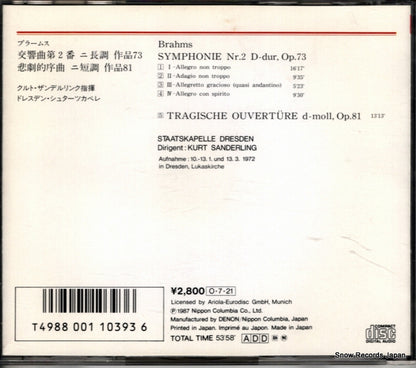 ブラームス
交響曲第2番 ニ長調 作品73
悲劇的序曲 ニ短調 作品81
クルト・ザンデルリンク指揮
ドレスデン・シュターツカペレ
Brahms
SYMPHONIE Nr.2 D-dur, Op.73
1 I-Allegro non troppo 16'17"
2 II-Adagio non troppo 9'35"
3 III-Allegretto gracioso (quasi andantino) 5'23"
4 IV-Allegro con spirito 9'30"
5 TRAGISCHE OUVERTÜRE d-moll, Op.81 13'13"
STAATSKAPELLE DRESDEN
Dirigent: KURT SANDERLING
Aufnahme: 10.-13.1. und 13. 3. 1972
in Dresden, Lukaskirche
¥2,800 O-7-21
Licensed by Ariola-Eurodisc GmbH, Munich
Ⓟ1987 Nippon Columbia, Japan
Manufactured by DENON/Nippon Columbia, Japan
Printed in Japan. Imprimé au Japon. Made in Japan.
TOTAL TIME 53'58" ADD
T4988 001 10393 6
COMPACT
disc
DIGITAL AUDIO
Snow Records Japan